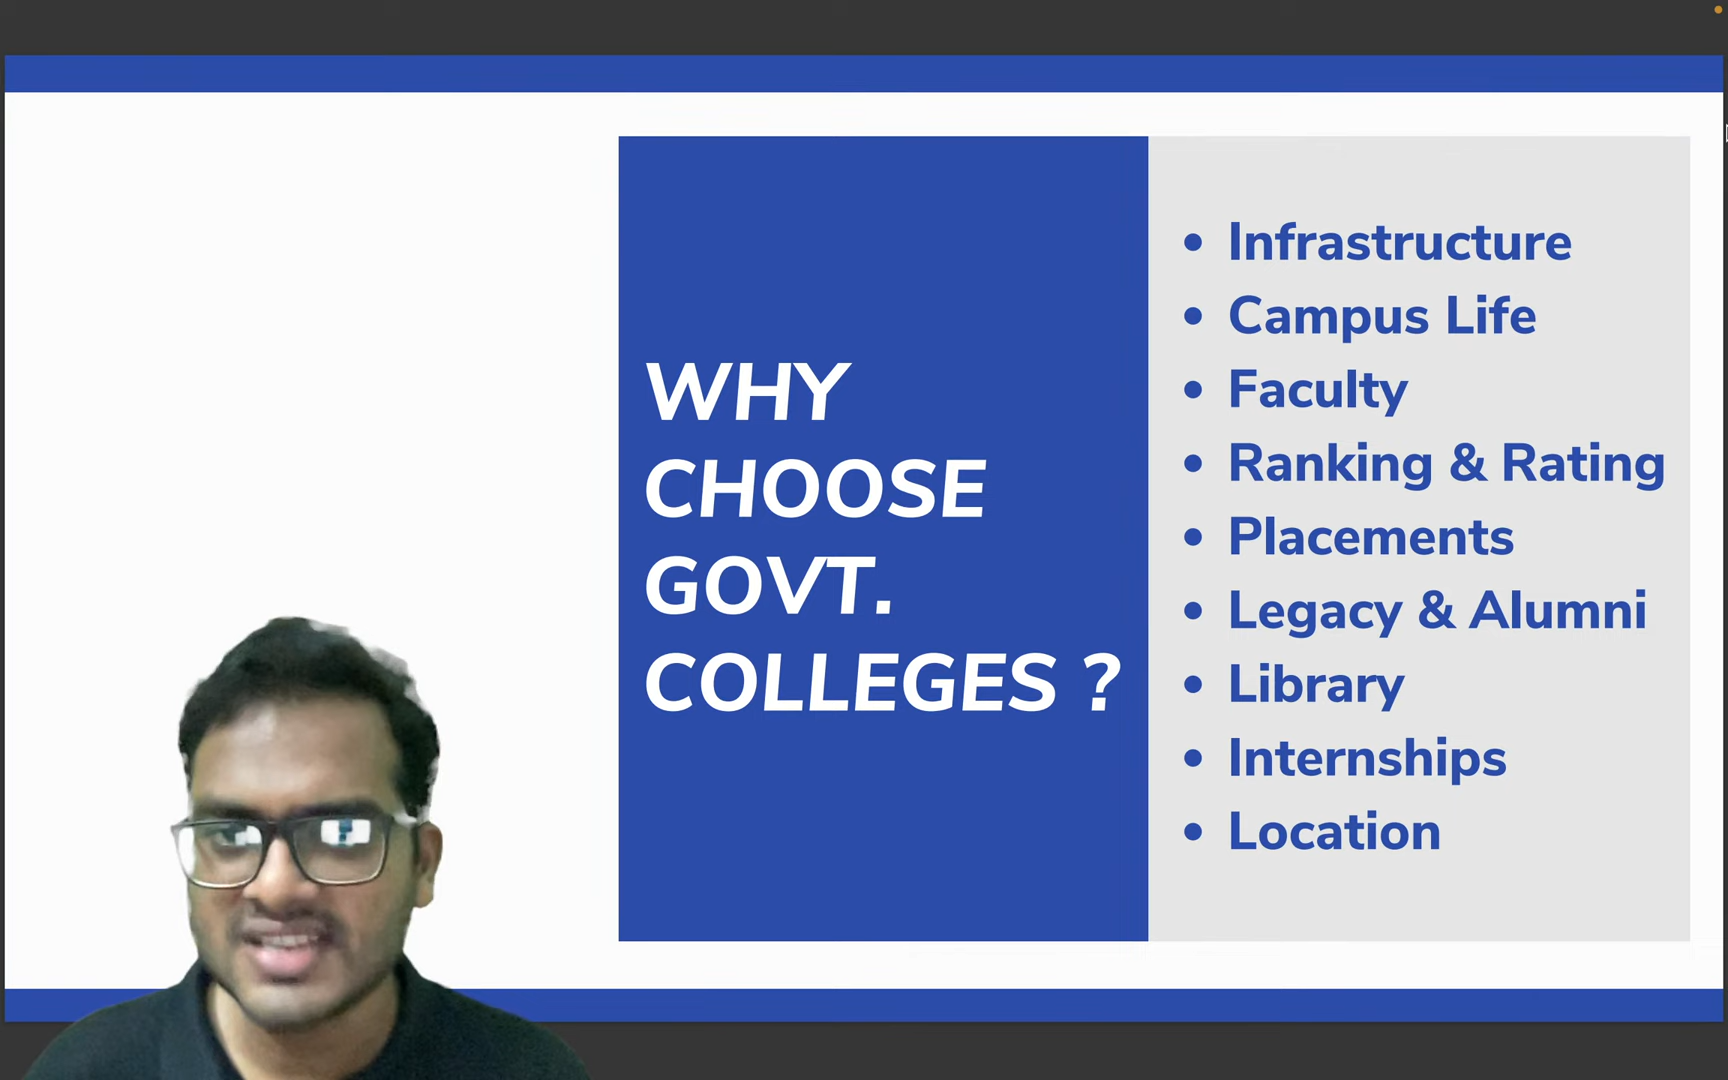 WHY
CHOOSE
GOVT.
COLLEGES ?
• Infrastructure
• Campus Life
• Faculty
• Ranking & Rating
• Placements
• Legacy & Alumni
• Library
• Internships
• Location